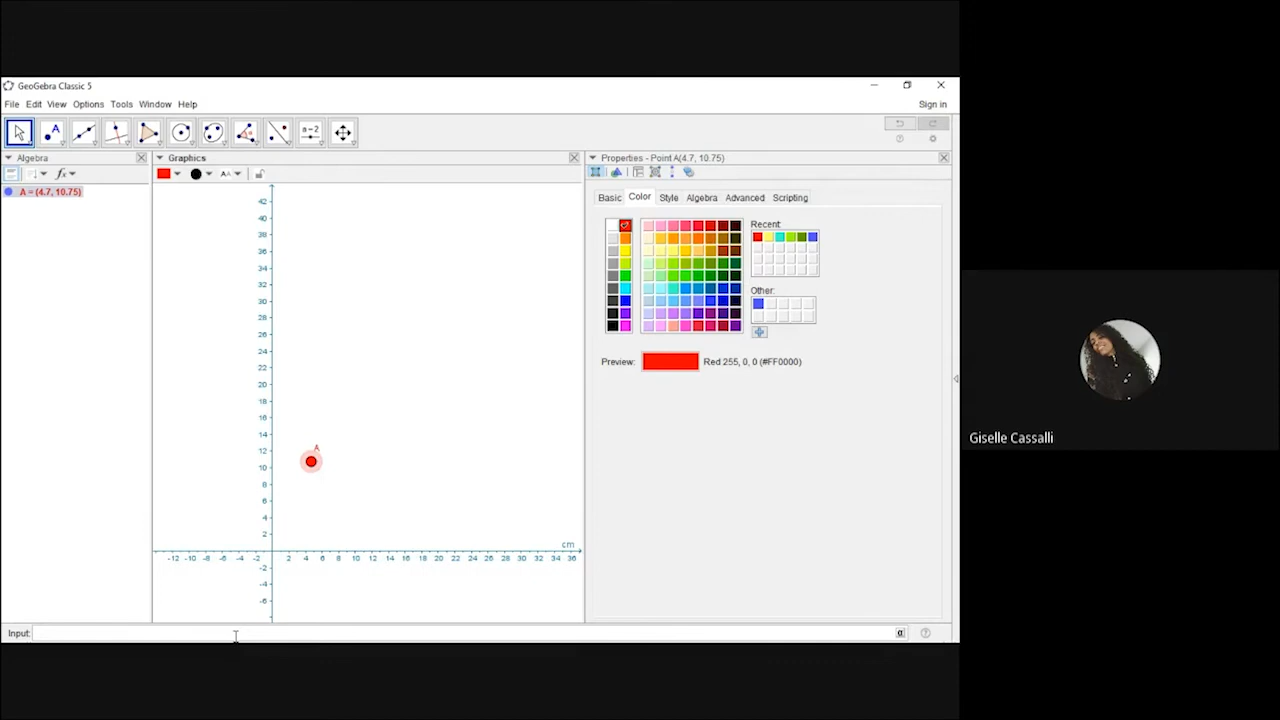 GeoGebra Classic 5
File Edit View Options Tools Window Help
Sign in
a=2
Algebra
Graphics
Properties - Point A(4.7, 10.75)
fx
AA
A = (4.7, 10.75)
Basic Color Style Algebra Advanced Scripting
Recent:
Other:
Preview: Red 255, 0, 0 (#FF0000)
42
40
38
36
34
32
30
28
26
24
22
20
18
16
14
12
10
8
6
4
2
-2
-4
-6
A
cm
-12 -10 -8 -6 -4 -2 2 4 6 8 10 12 14 16 18 20 22 24 26 28 30 32 34 36
Input:
α
Giselle Cassalli